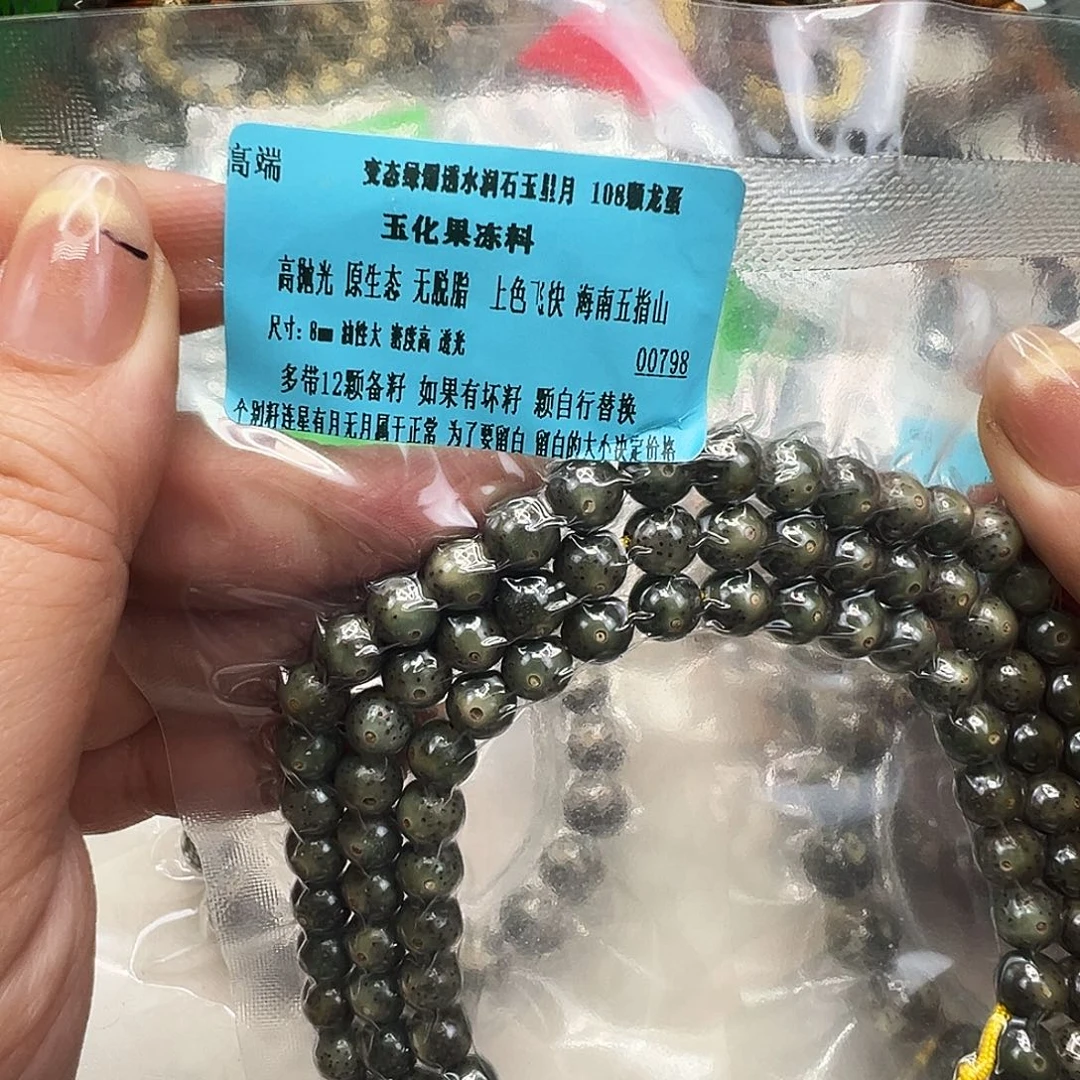 高端 变态绿烟透水润石玉星月 108颗龙蛋
玉化果冻料
高抛光 原生态 无脱脂 上色飞快 海南五指山
尺寸：8mm 油性大 密度高 透光
00798
多带12颗备籽 如果有坏籽 颗自行替换
个别籽连星有月无月属于正常 为了要留白 留白的大小决定价格